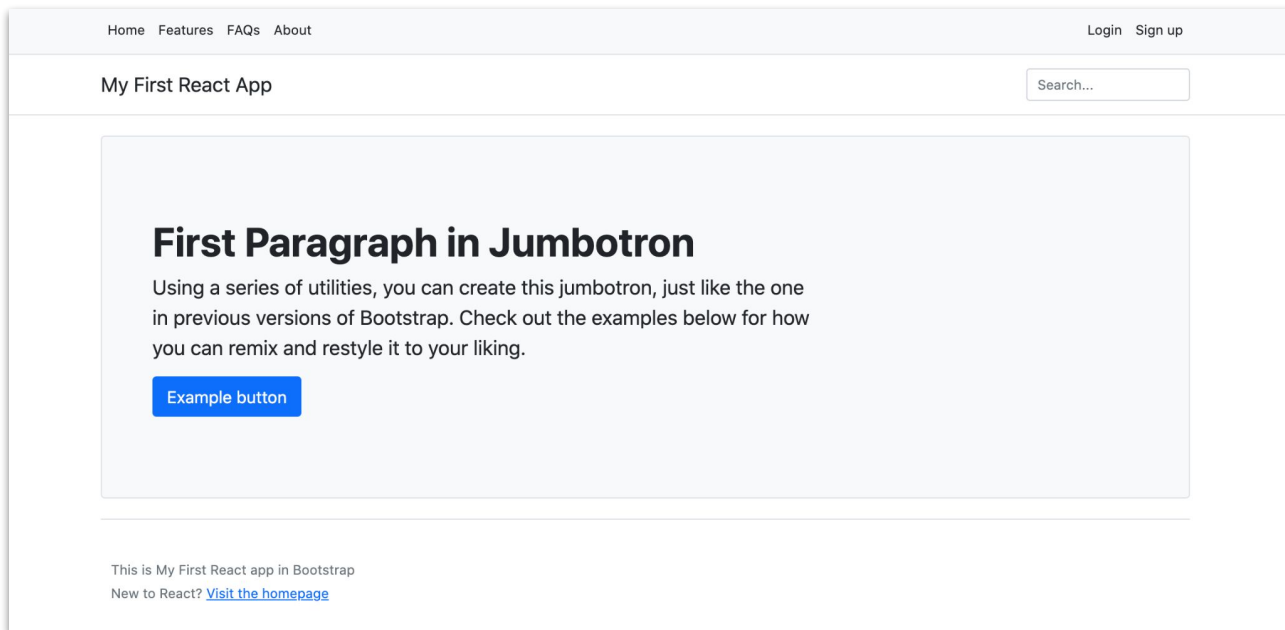 Home Features FAQs About Login Sign up
My First React App Search...
First Paragraph in Jumbotron
Using a series of utilities, you can create this jumbotron, just like the one
in previous versions of Bootstrap. Check out the examples below for how
you can remix and restyle it to your liking.
Example button
This is My First React app in Bootstrap
New to React? Visit the homepage